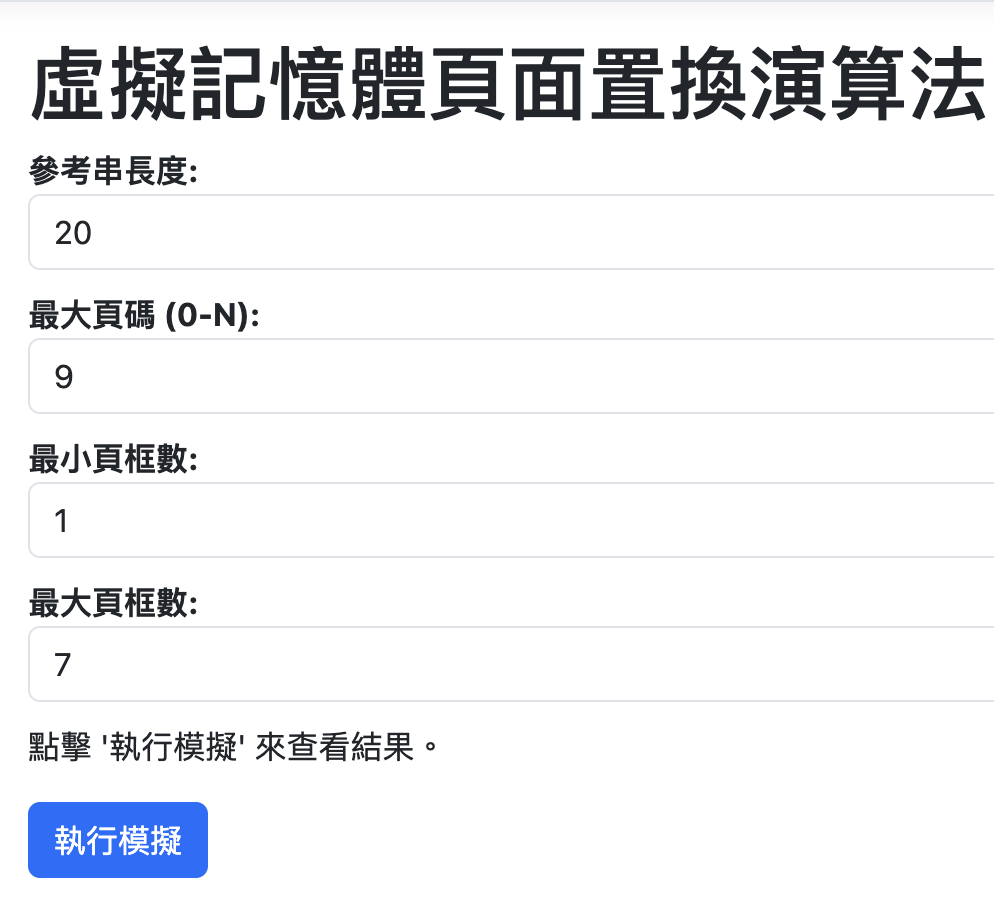 虛擬記憶體頁面置換演算法
參考串長度:
20
最大頁碼 (0-N):
9
最小頁框數:
1
最大頁框數:
7
點擊 '執行模擬' 來查看結果。
執行模擬